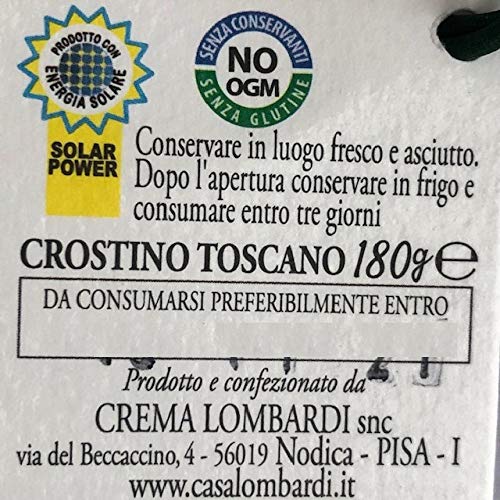 PRODOTTO CON
ENERGIA SOLARE
SOLAR
POWER
SENZA CONSERVANTI
NO
OGM
SENZA GLUTINE
Conservare in luogo fresco e asciutto.
Dopo l'apertura conservare in frigo e
consumare entro tre giorni
CROSTINO TOSCANO 180g ℮
DA CONSUMARSI PREFERIBILMENTE ENTRO
Prodotto e confezionato da
CREMA LOMBARDI snc
via del Beccaccino, 4 - 56019 Nodica - PISA - I
www.casalombardi.it